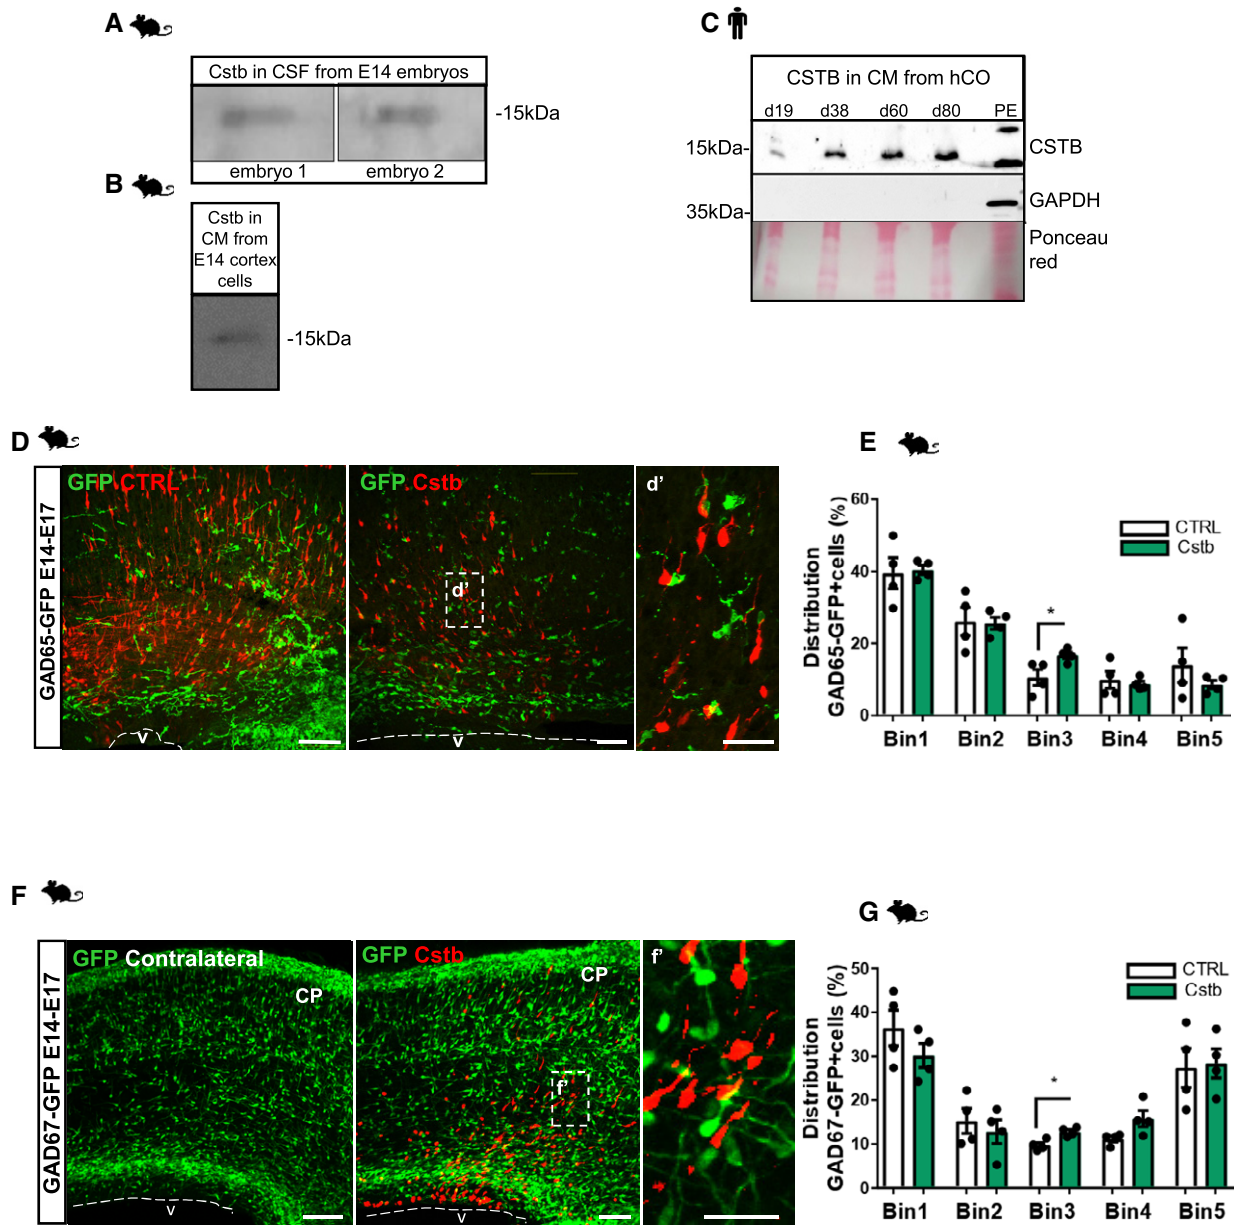 A
Cstb in CSF from E14 embryos
-15kDa
embryo 1
embryo 2
B
Cstb in
CM from
E14 cortex
cells
-15kDa
C
CSTB in CM from hCO
d19 d38 d60 d80 PE
15kDa-
CSTB
GAPDH
35kDa-
Ponceau
red
D
GAD65-GFP E14-E17
GFP CTRL
v
GFP Cstb
d'
v
d'
E
Distribution
GAD65-GFP+cells (%)
60
40
20
0
CTRL
Cstb
*
Bin1 Bin2 Bin3 Bin4 Bin5
F
GAD67-GFP E14-E17
GFP Contralateral
CP
v
GFP Cstb
CP
f'
v
f'
G
Distribution
GAD67-GFP+cells (%)
50
40
30
20
10
0
CTRL
Cstb
*
Bin1 Bin2 Bin3 Bin4 Bin5